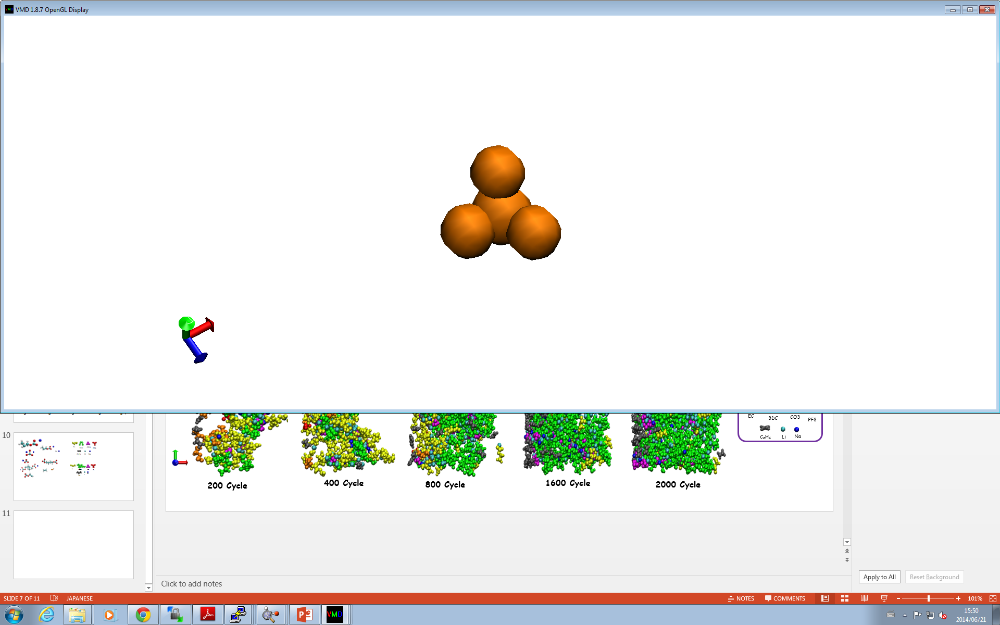 VMD 1.8.7 OpenGL Display
EC
BDC
CO3
PF3
C₂H₄
Li
Na
200 Cycle
400 Cycle
800 Cycle
1600 Cycle
2000 Cycle
10
11
Click to add notes
Apply to All
Reset Background
SLIDE 7 OF 11
JAPANESE
NOTES
COMMENTS
101%
VMD
15:50
2014/06/21